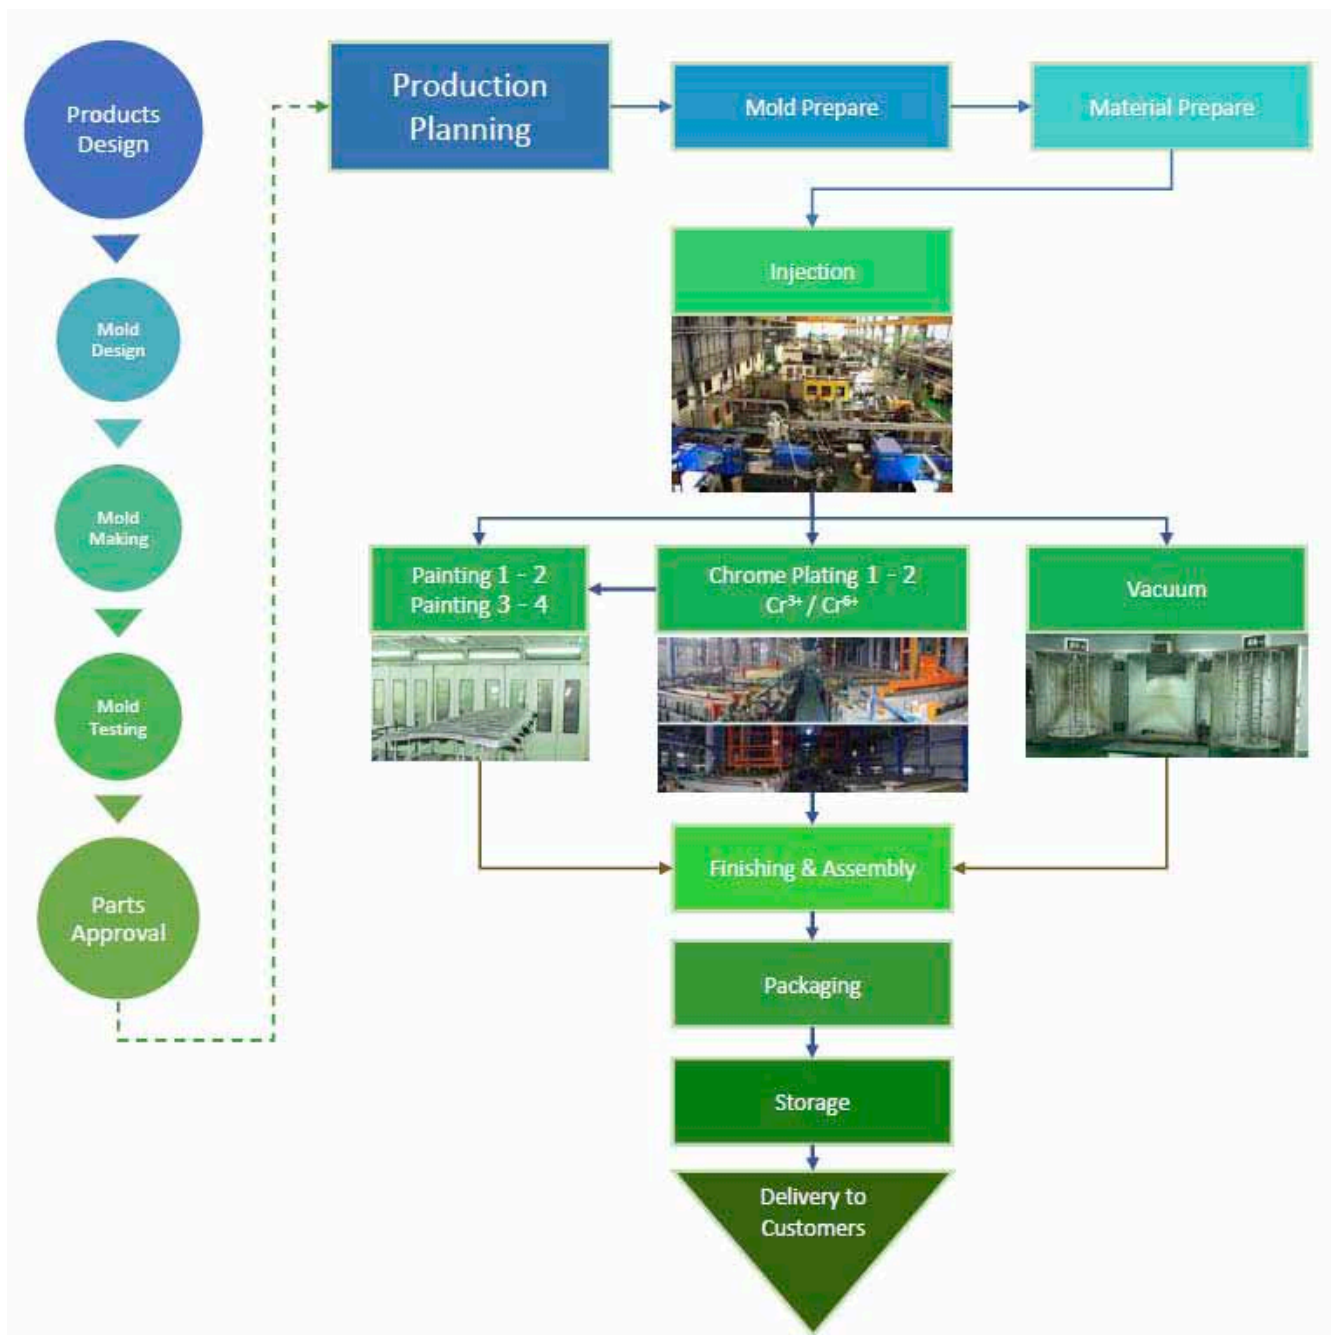 Products
Design
Mold
Design
Mold
Making
Mold
Testing
Parts
Approval
Production
Planning
Mold Prepare
Material Prepare
Injection
Painting 1 - 2
Painting 3 - 4
Chrome Plating 1 - 2
Cr³⁺ / Cr⁶⁺
Vacuum
Finishing & Assembly
Packaging
Storage
Delivery to
Customers